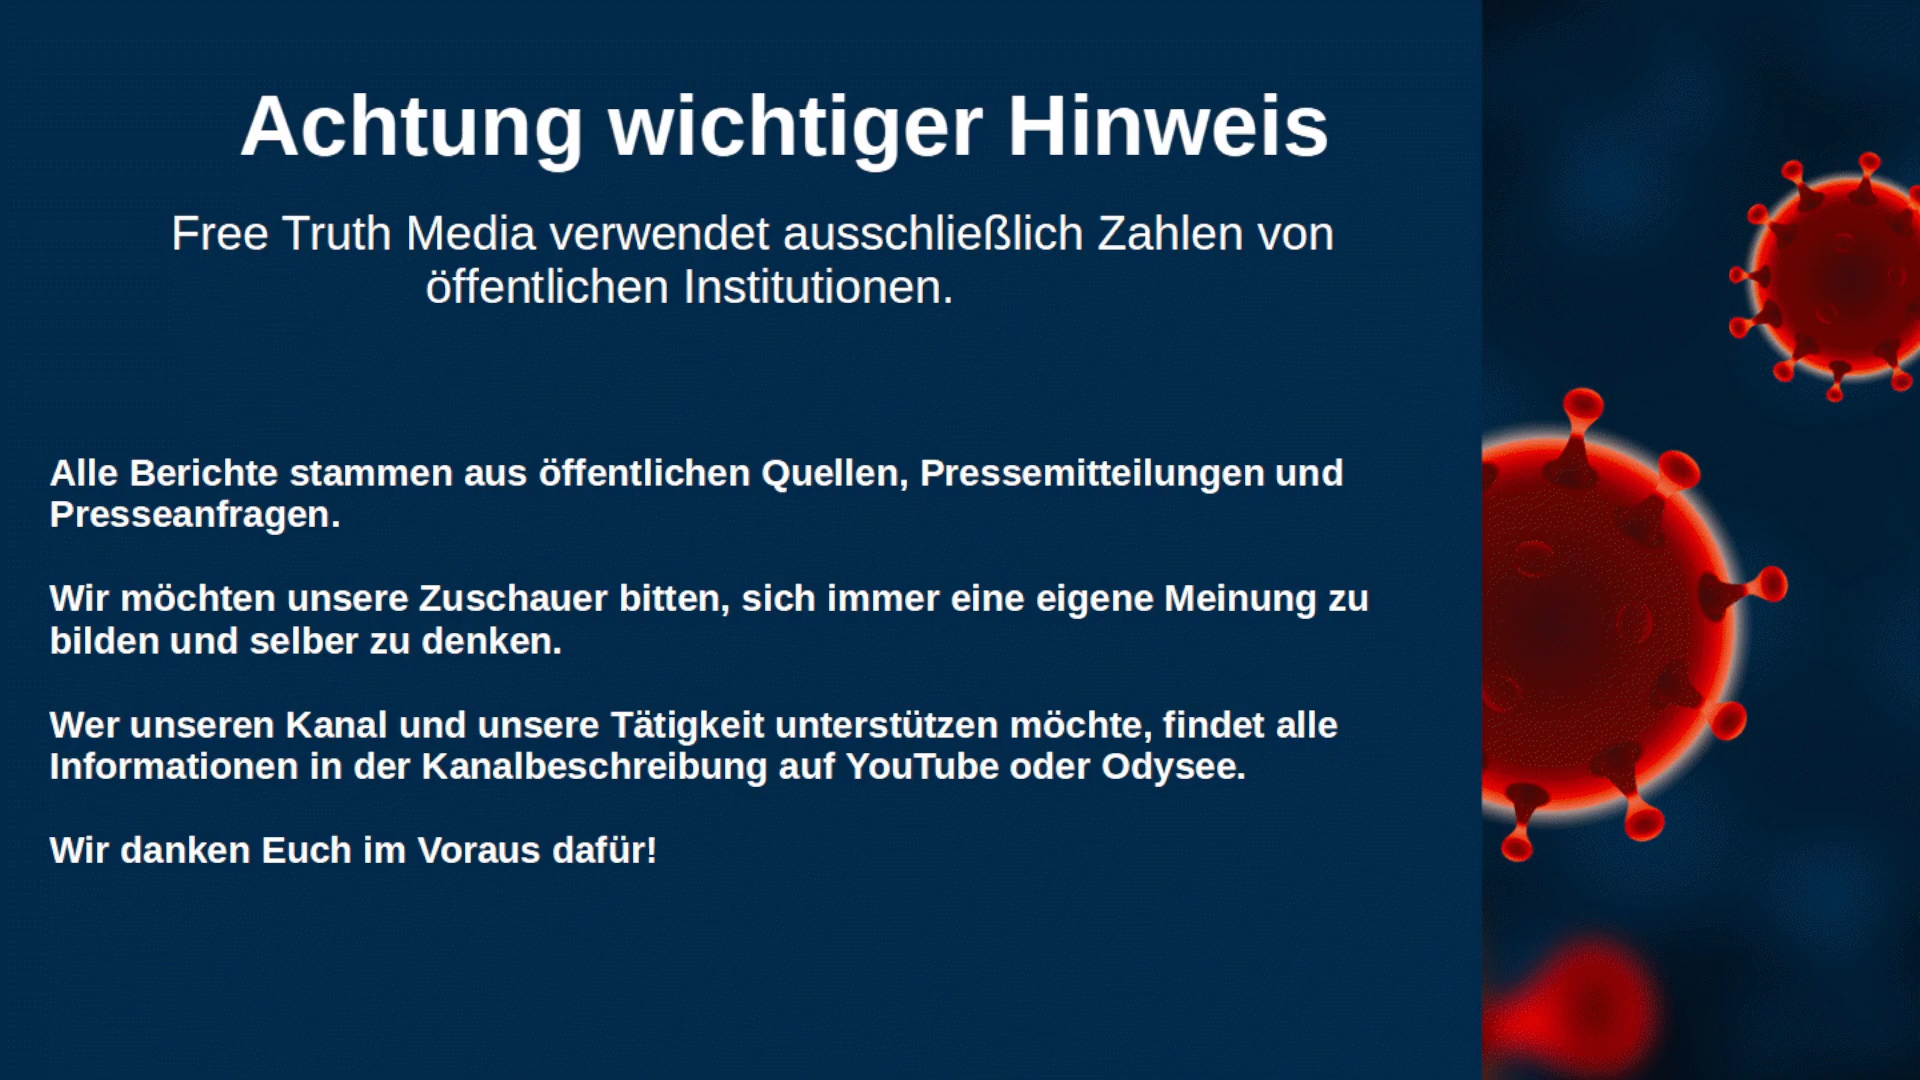 Achtung wichtiger Hinweis
Free Truth Media verwendet ausschließlich Zahlen von
öffentlichen Institutionen.
Alle Berichte stammen aus öffentlichen Quellen, Pressemitteilungen und
Presseanfragen.
Wir möchten unsere Zuschauer bitten, sich immer eine eigene Meinung zu
bilden und selber zu denken.
Wer unseren Kanal und unsere Tätigkeit unterstützen möchte, findet alle
Informationen in der Kanalbeschreibung auf YouTube oder Odysee.
Wir danken Euch im Voraus dafür!